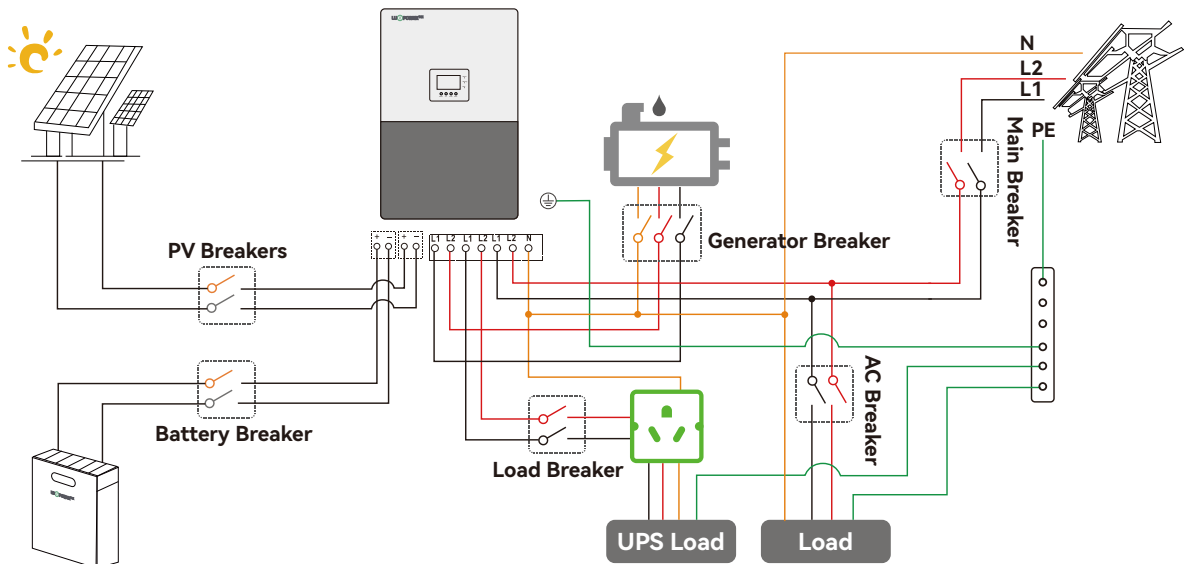 N
L2
L1
PE
Main Breaker
Generator Breaker
+ − + −
L1 L2 L1 L2 L1 L2 N
PV Breakers
AC Breaker
Battery Breaker
Load Breaker
UPS Load
Load